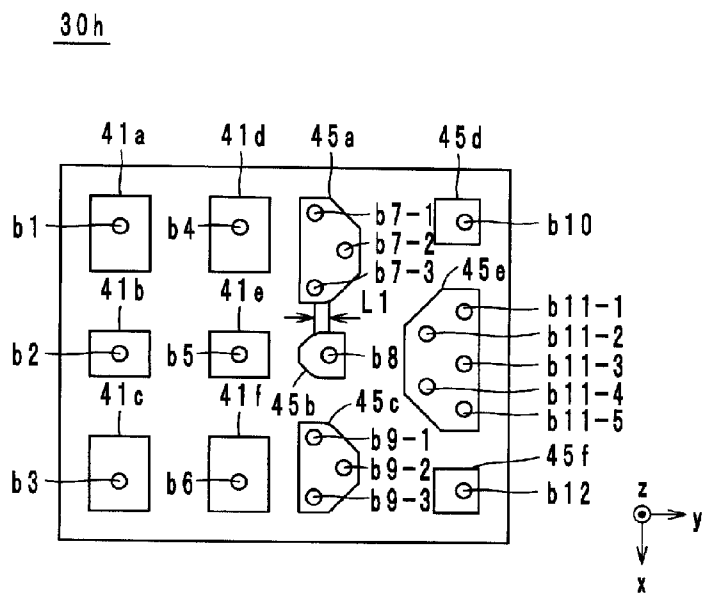 30h
41a 41d 45a 45d
b1 b4 b7-1 b10
b7-2
b7-3 45e
41b 41e L1 b11-1
b11-2
b2 b5 b8 b11-3
41c 41f 45b 45c b11-4
b11-5
b9-1
b3 b6 b9-2 45f
b9-3 b12
z
y
x